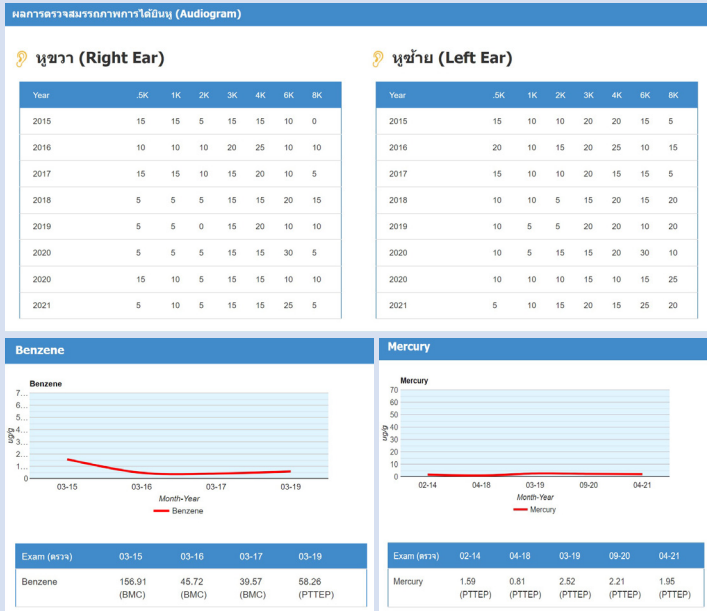 ผลการตรวจสมรรถภาพการได้ยินหู (Audiogram)
หูขวา (Right Ear)
Year .5K 1K 2K 3K 4K 6K 8K
2015 15 15 5 15 15 10 0
2016 10 10 10 20 25 10 10
2017 15 15 10 15 20 10 5
2018 5 5 5 15 15 20 15
2019 5 5 0 15 20 10 10
2020 5 5 5 15 15 30 5
2020 15 10 5 15 15 10 10
2021 5 10 5 15 15 25 5
หูซ้าย (Left Ear)
Year .5K 1K 2K 3K 4K 6K 8K
2015 15 10 10 20 20 15 5
2016 20 10 15 20 25 10 15
2017 15 10 10 20 15 15 5
2018 10 10 5 15 20 15 20
2019 10 5 5 20 20 10 20
2020 10 5 15 15 20 30 10
2020 10 10 10 15 10 15 25
2021 5 10 15 20 15 25 20
Benzene
Benzene
ug/g
7...
6...
5...
4...
3...
2...
1...
0
03-15 03-16 03-17 03-19
Month-Year
Benzene
Exam (ตรวจ) 03-15 03-16 03-17 03-19
Benzene 156.91 45.72 39.57 58.26
(BMC) (BMC) (BMC) (PTTEP)
Mercury
Mercury
ug/g
70
60
50
40
30
20
10
0
02-14 04-18 03-19 09-20 04-21
Month-Year
Mercury
Exam (ตรวจ) 02-14 04-18 03-19 09-20 04-21
Mercury 1.59 0.81 2.52 2.21 1.95
(PTTEP) (PTTEP) (PTTEP) (PTTEP) (PTTEP)